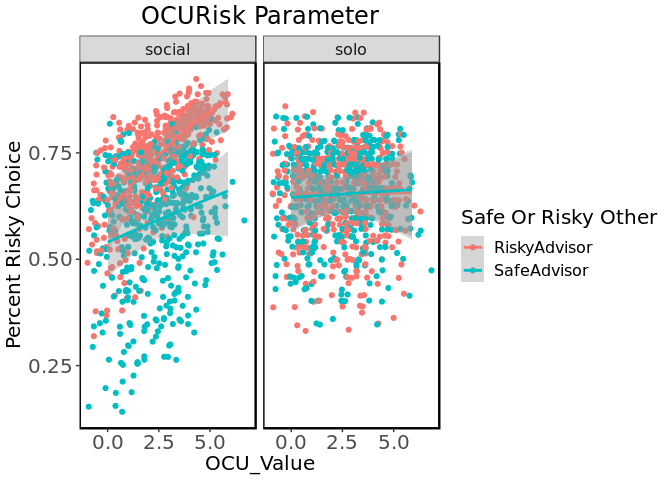 OCURisk Parameter
social
solo
Percent Risky Choice
0.75
0.50
0.25
0.0
2.5
5.0
0.0
2.5
5.0
OCU_Value
Safe Or Risky Other
RiskyAdvisor
SafeAdvisor